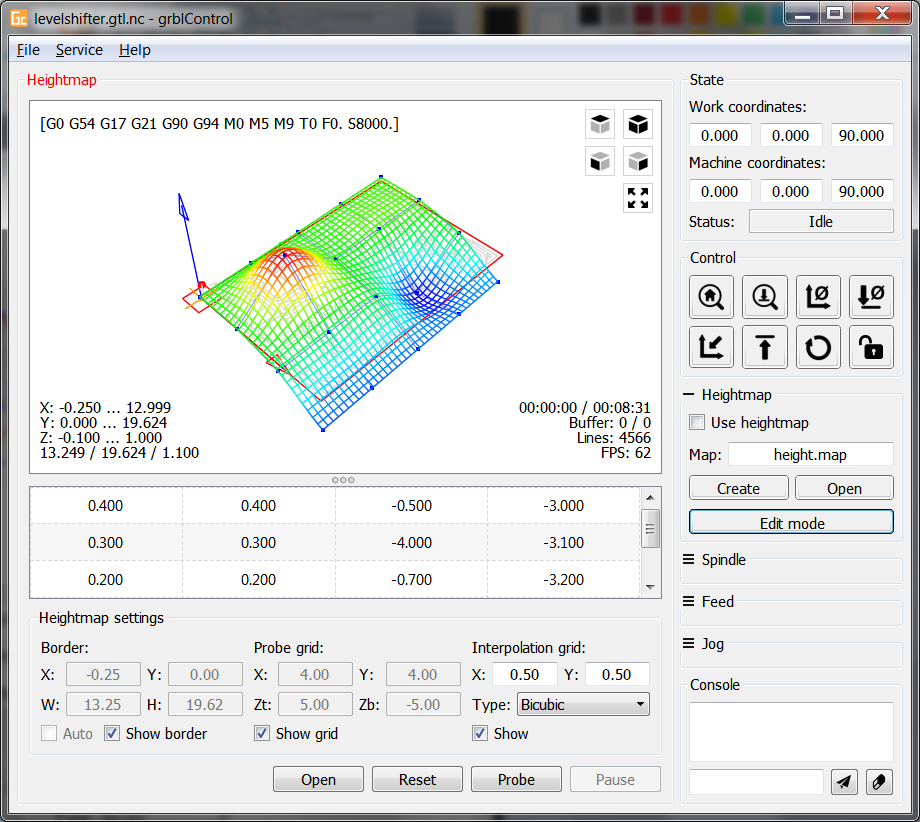 Gc levelshifter.gtl.nc - grblControl
File Service Help
Heightmap
[G0 G54 G17 G21 G90 G94 M0 M5 M9 T0 F0. S8000.]
X: -0.250 ... 12.999
Y: 0.000 ... 19.624
Z: -0.100 ... 1.000
13.249 / 19.624 / 1.100
00:00:00 / 00:08:31
Buffer: 0 / 0
Lines: 4566
FPS: 62
0.400 0.400 -0.500 -3.000
0.300 0.300 -4.000 -3.100
0.200 0.200 -0.700 -3.200
Heightmap settings
Border: Probe grid: Interpolation grid:
X: -0.25 Y: 0.00 X: 4.00 Y: 4.00 X: 0.50 Y: 0.50
W: 13.25 H: 19.62 Zt: 5.00 Zb: -5.00 Type: Bicubic
Auto Show border Show grid Show
Open Reset Probe Pause
State
Work coordinates:
0.000 0.000 90.000
Machine coordinates:
0.000 0.000 90.000
Status: Idle
Control
Heightmap
Use heightmap
Map: height.map
Create Open
Edit mode
Spindle
Feed
Jog
Console